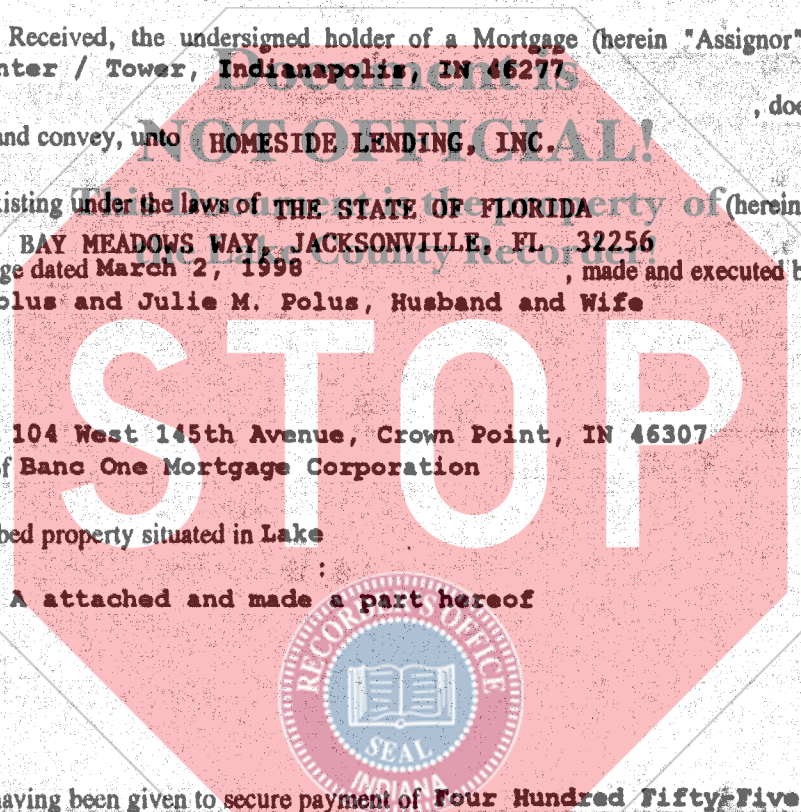 Received, the undersigned holder of a Mortgage (herein "Assignor"
nter / Tower, Indianapolis, IN 46277
Document is
, doe
and convey, unto HOMESIDE LENDING, INC.
NOT OFFICIAL!
xisting under the laws of THE STATE OF FLORIDA (herein
This Document is the property of
BAY MEADOWS WAY, JACKSONVILLE, FL 32256
the Lake County Recorder!
ge dated March 2, 1998 , made and executed b
olus and Julie M. Polus, Husband and Wife
STOP
104 West 145th Avenue, Crown Point, IN 46307
f Banc One Mortgage Corporation
bed property situated in Lake
:
A attached and made a part hereof
RECORDER'S OFFICE
SEAL
INDIANA
having been given to secure payment of Four Hundred Fifty-Five